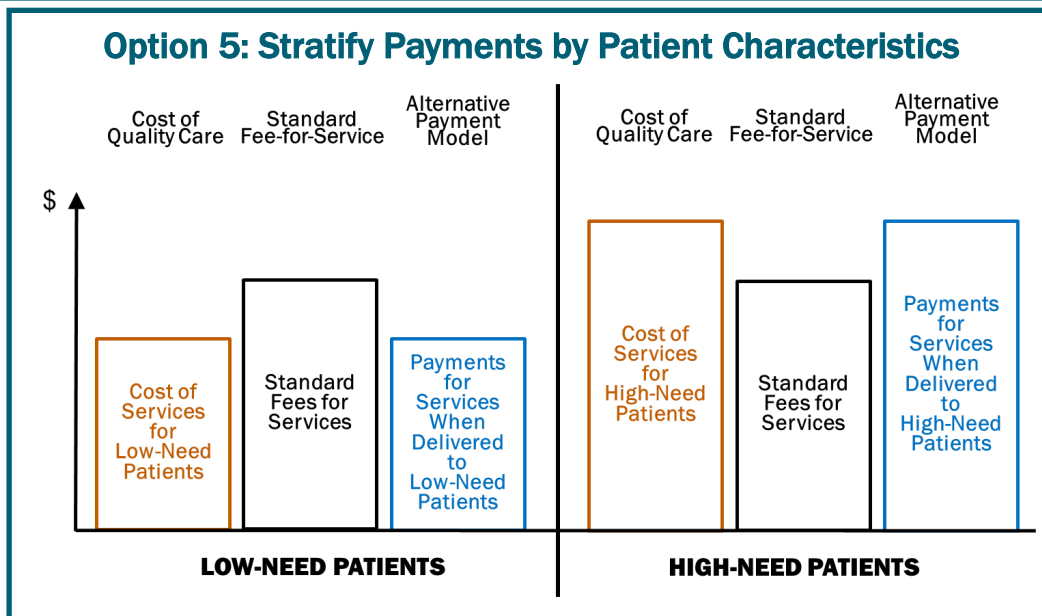 Option 5: Stratify Payments by Patient Characteristics
Cost of
Quality Care
Standard
Fee-for-Service
Alternative
Payment
Model
Cost of
Quality Care
Standard
Fee-for-Service
Alternative
Payment
Model
$
Cost of
Services
for
Low-Need
Patients
Standard
Fees for
Services
Payments
for
Services
When
Delivered
to
Low-Need
Patients
Cost of
Services
for
High-Need
Patients
Standard
Fees for
Services
Payments
for
Services
When
Delivered
to
High-Need
Patients
LOW-NEED PATIENTS
HIGH-NEED PATIENTS